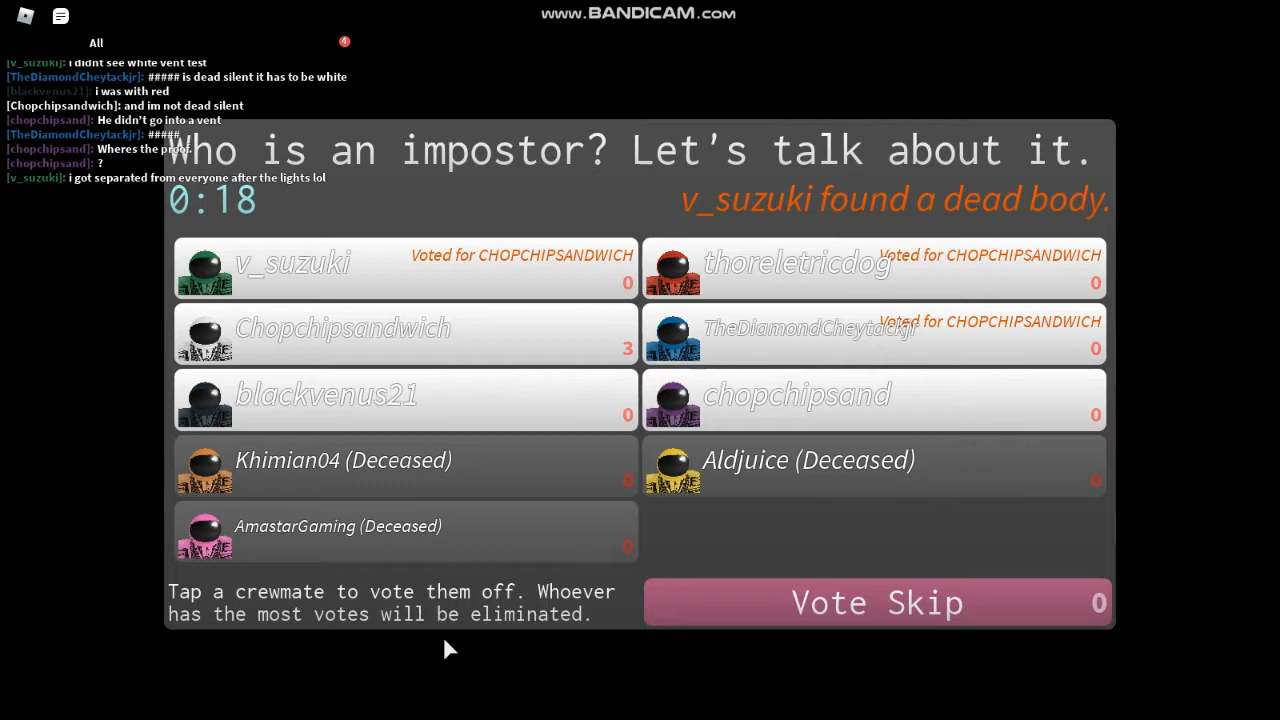 www.BANDICAM.com
All
4
[v_suzuki]: i didnt see white vent test
[TheDiamondCheytackjr]: ##### is dead silent it has to be white
[blackvenus21]: i was with red
[Chopchipsandwich]: and im not dead silent
[chopchipsand]: He didn't go into a vent
[TheDiamondCheytackjr]: #####
[chopchipsand]: Wheres the proof.
[chopchipsand]: ?
[v_suzuki]: i got separated from everyone after the lights lol
Who is an impostor? Let's talk about it.
0:18
v_suzuki found a dead body.
v_suzuki
Voted for CHOPCHIPSANDWICH
0
thoreletricdog
Voted for CHOPCHIPSANDWICH
0
Chopchipsandwich
3
TheDiamondCheytackjr
Voted for CHOPCHIPSANDWICH
0
blackvenus21
0
chopchipsand
0
Khimian04 (Deceased)
0
Aldjuice (Deceased)
0
AmastarGaming (Deceased)
0
Tap a crewmate to vote them off. Whoever
has the most votes will be eliminated.
Vote Skip
0